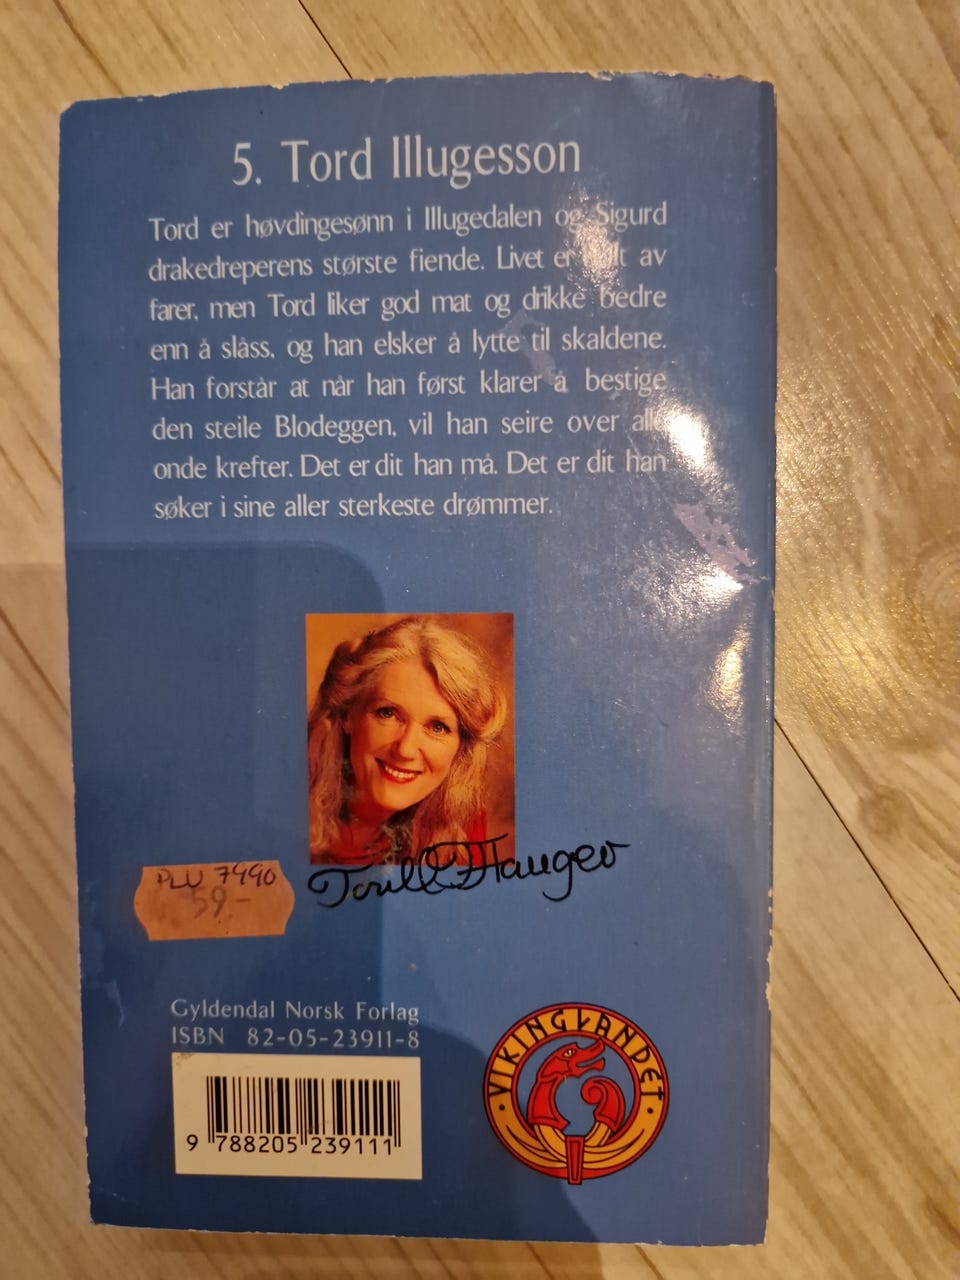 5. Tord Illugesson
Tord er høvdingesønn i Illugedalen og Sigurd
drakedreperens største fiende. Livet er av
farer, men Tord liker god mat og drikke bedre
enn å slåss, og han elsker å lytte til skaldene.
Han forstår at når han først klarer å bestige
den steile Blodeggen, vil han seire over alle
onde krefter. Det er dit han må. Det er dit han
søker i sine aller sterkeste drømmer.
Torill T Hauger
PLU 7990
59.-
Gyldendal Norsk Forlag
ISBN 82-05-23911-8
9 788205 239111
VIKINGLANDET